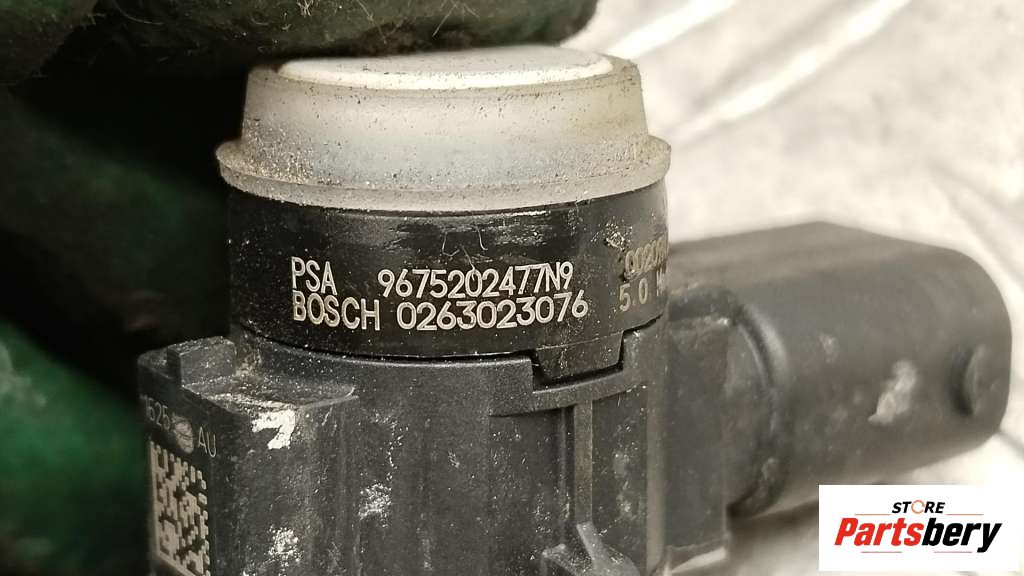 PSA 9675202477N9
BOSCH 0263023076
5.0
AU
STORE
Partsbery